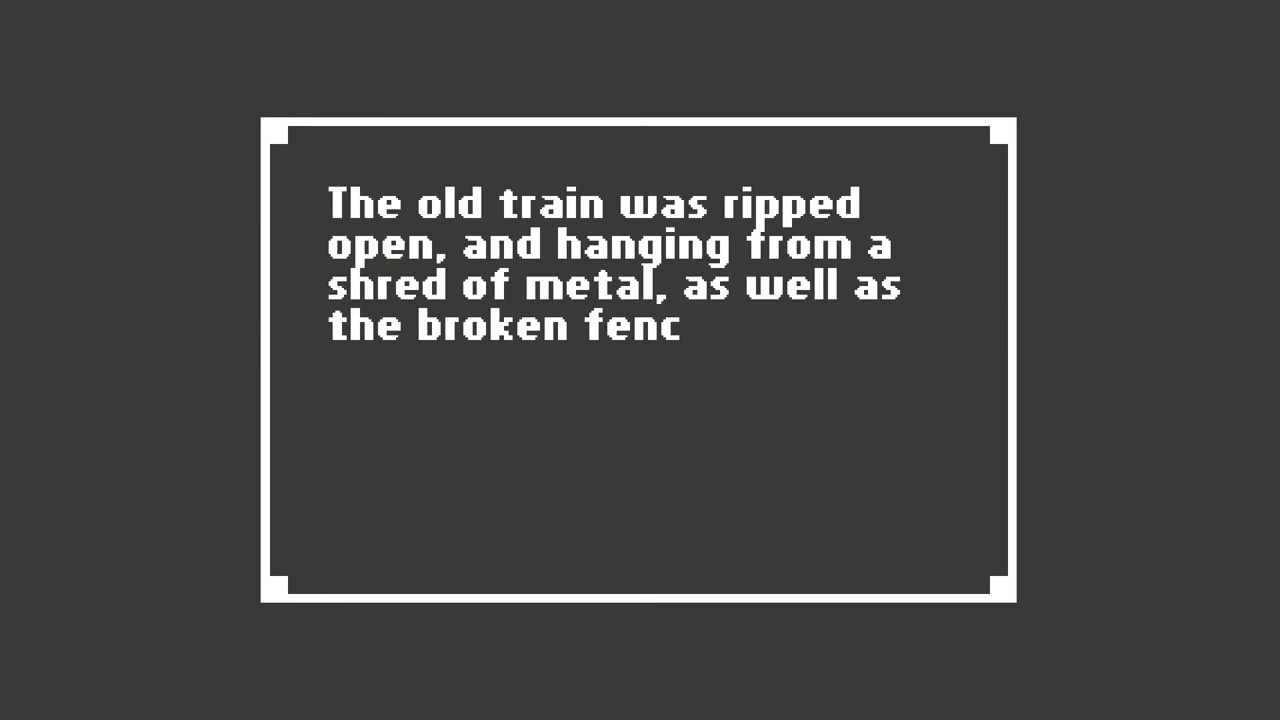 The old train was ripped
open, and hanging from a
shred of metal, as well as
the broken fenc